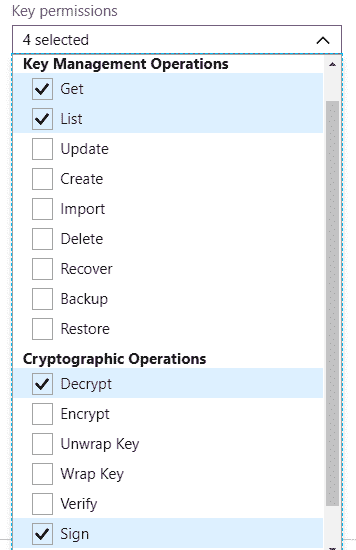 Key permissions
4 selected
Key Management Operations
Get
List
Update
Create
Import
Delete
Recover
Backup
Restore
Cryptographic Operations
Decrypt
Encrypt
Unwrap Key
Wrap Key
Verify
Sign